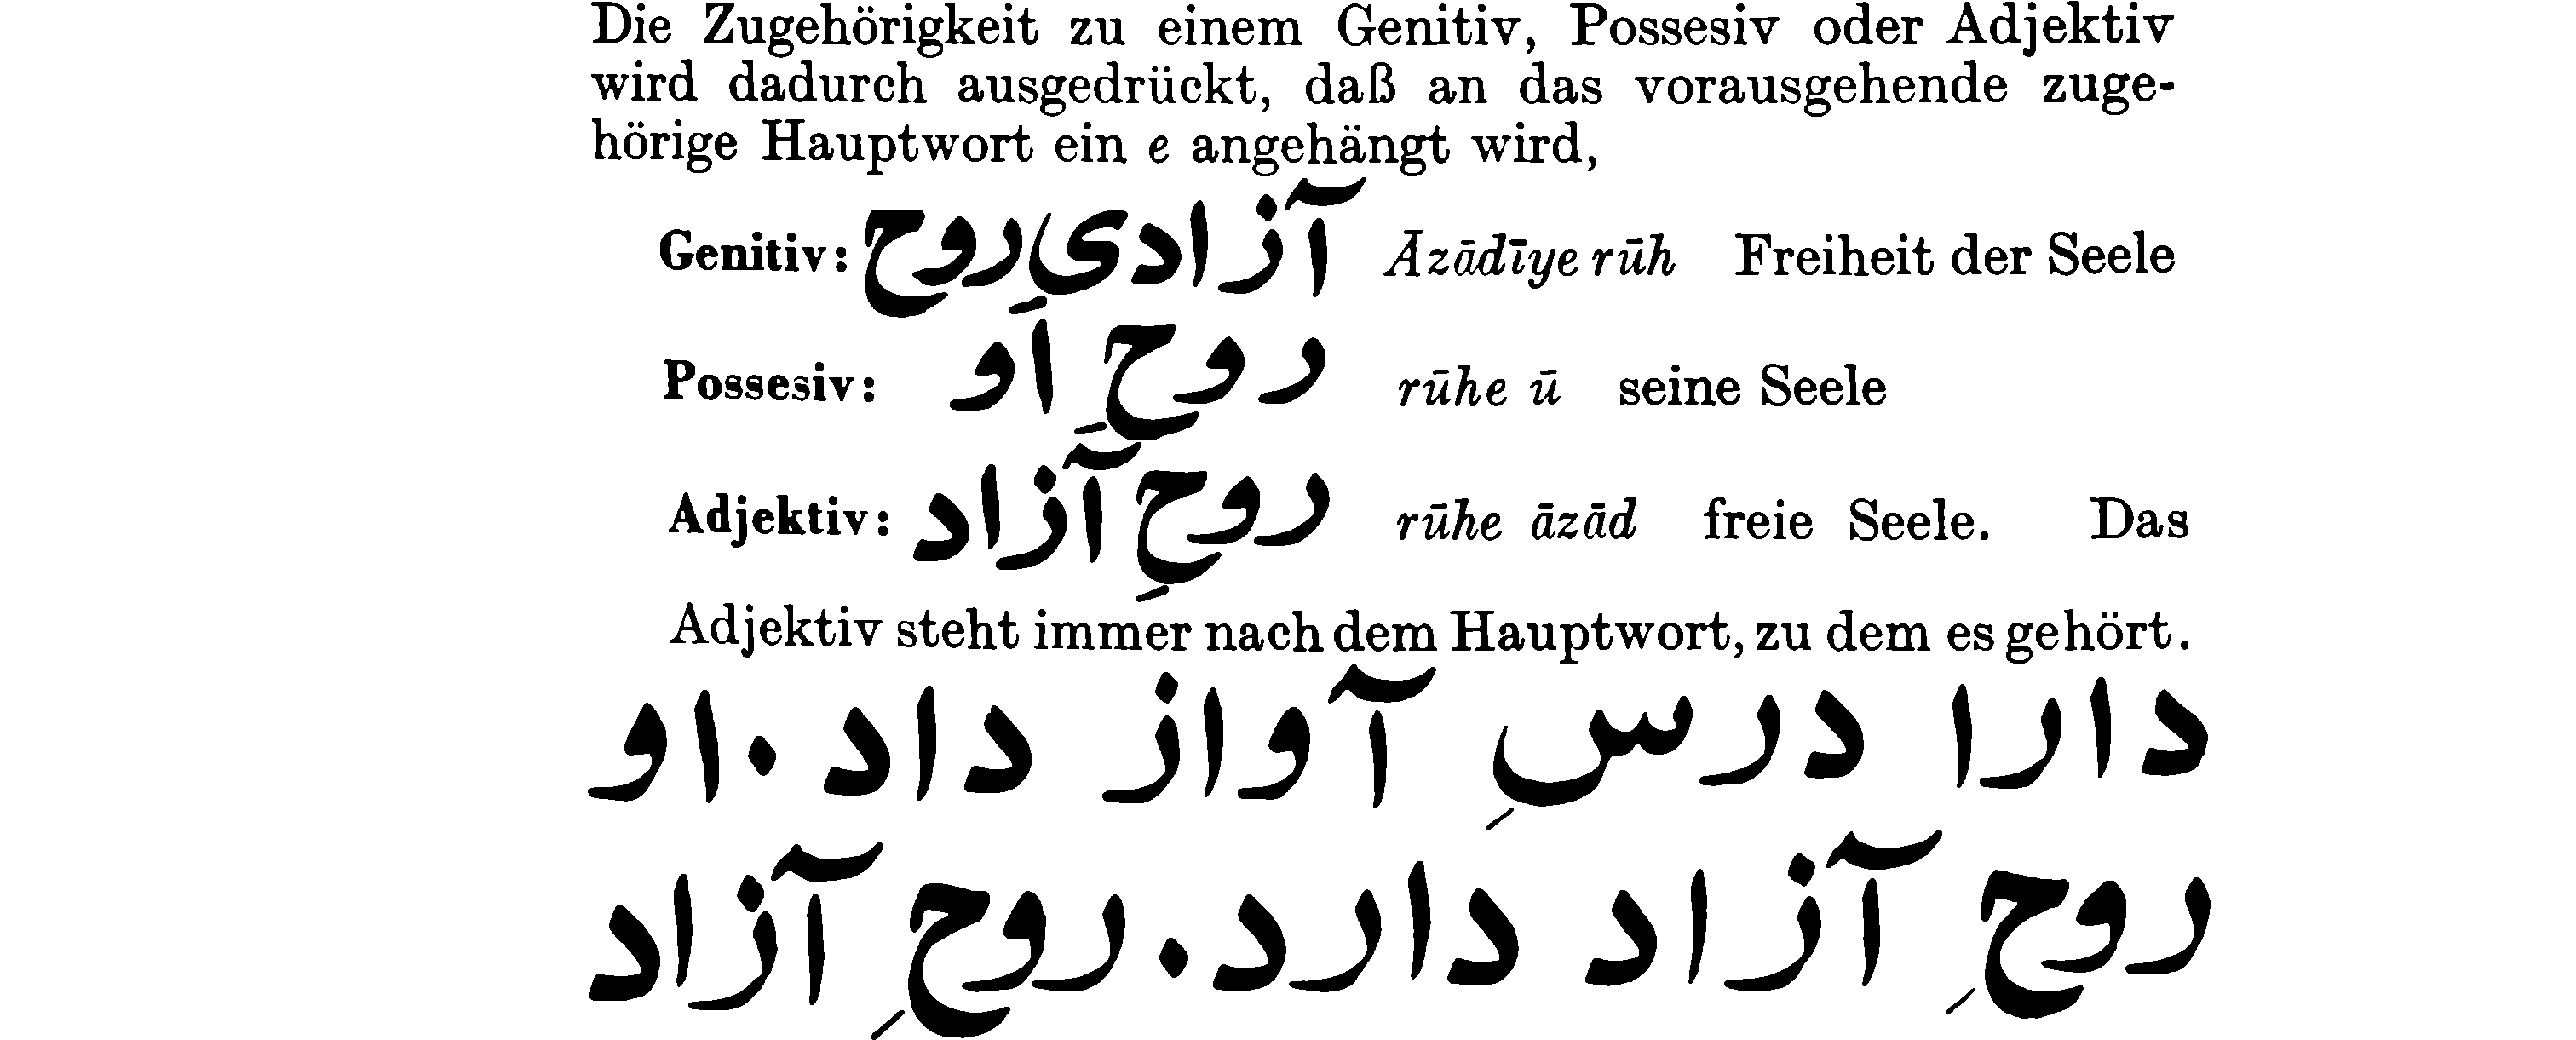 Die Zugehörigkeit zu einem Genitiv, Possesiv oder Adjektiv
wird dadurch ausgedrückt, daß an das vorausgehende zuge-
hörige Hauptwort ein e angehängt wird,
Genitiv: آزادیِ روح Āzādīye rūh Freiheit der Seele
Possesiv: روحِ او rūhe ū seine Seele
Adjektiv: روحِ آزاد rūhe āzād freie Seele. Das
Adjektiv steht immer nach dem Hauptwort, zu dem es gehört.
دارا درسِ آواز داد. او
روحِ آزاد دارد. روحِ آزاد